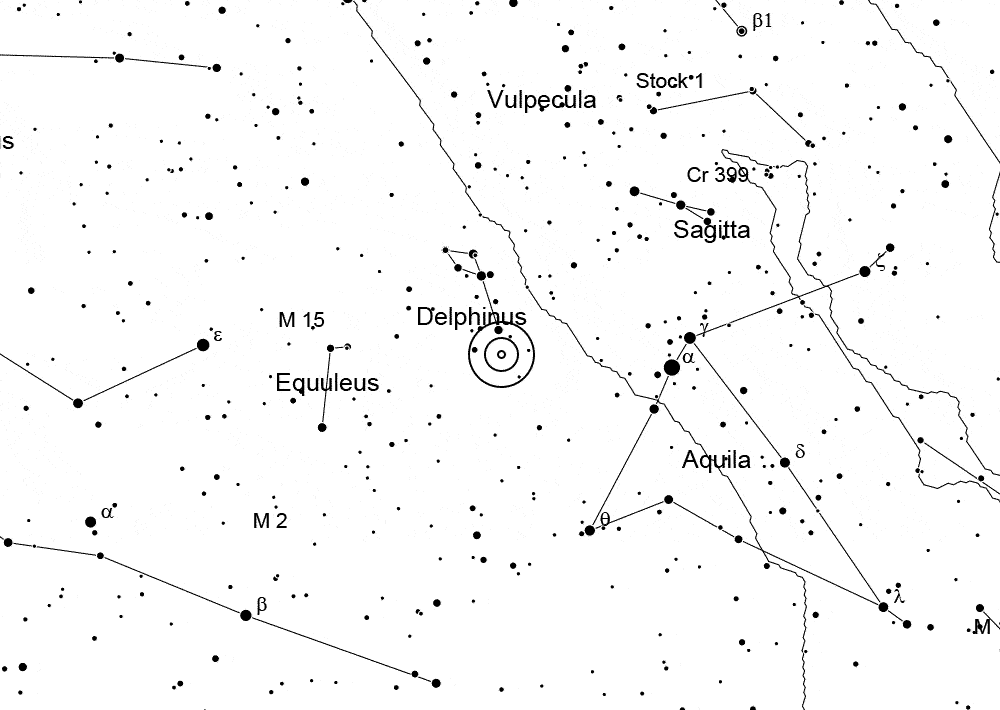 β1
Stock 1
Vulpecula
s
Cr 399
Sagitta
ζ
M 15
Delphinus
γ
ε
α
Equuleus
Aquila
δ
α
M 2
θ
β
λ
M